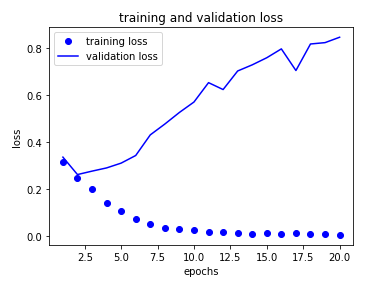 training and validation loss
training loss
validation loss
loss
0.8
0.6
0.4
0.2
0.0
2.5 5.0 7.5 10.0 12.5 15.0 17.5 20.0
epochs